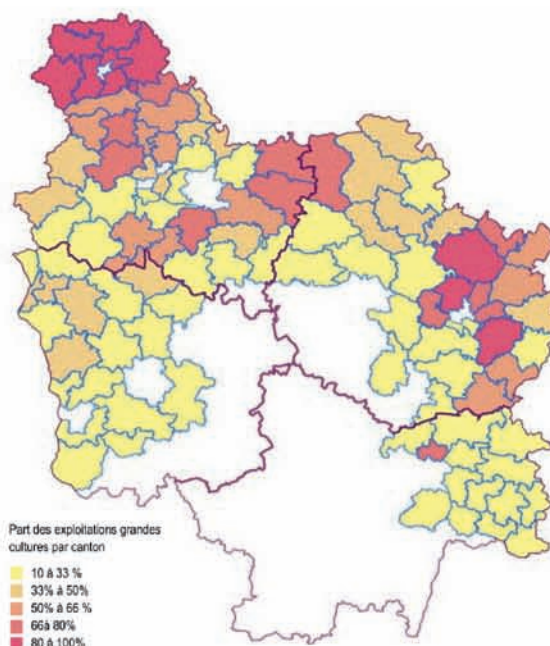 Part des exploitations grandes
cultures par canton
10 à 33 %
33% à 50%
50% à 66 %
66à 80%
80 à 100%